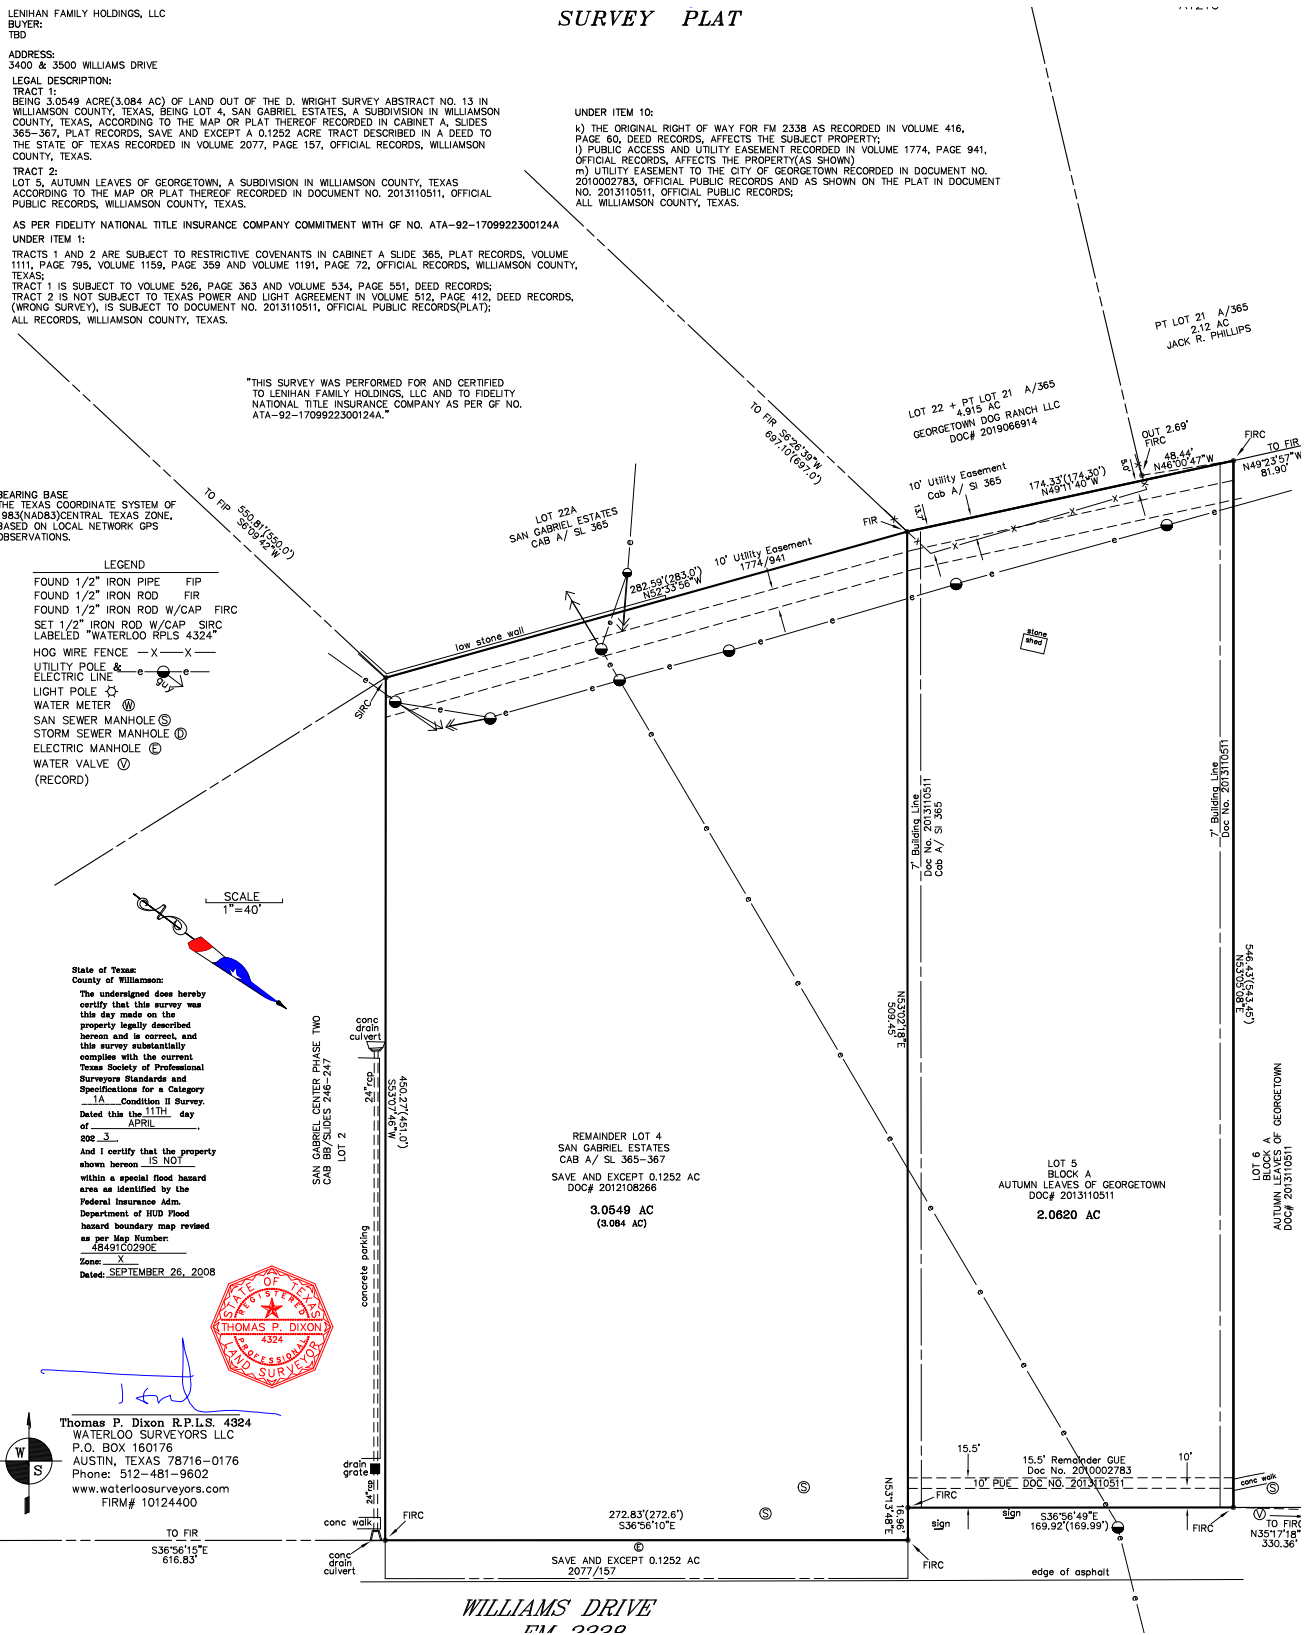 SURVEY PLAT
LENIHAN FAMILY HOLDINGS, LLC
BUYER:
TBD
ADDRESS:
3400 & 3500 WILLIAMS DRIVE
LEGAL DESCRIPTION:
TRACT 1:
BEING 3.0549 ACRE(3.084 AC) OF LAND OUT OF THE D. WRIGHT SURVEY ABSTRACT NO. 13 IN
WILLIAMSON COUNTY, TEXAS, BEING LOT 4, SAN GABRIEL ESTATES, A SUBDIVISION IN WILLIAMSON
COUNTY, TEXAS, ACCORDING TO THE MAP OR PLAT THEREOF RECORDED IN CABINET A, SLIDES
365-367, PLAT RECORDS, SAVE AND EXCEPT A 0.1252 ACRE TRACT DESCRIBED IN A DEED TO
THE STATE OF TEXAS RECORDED IN VOLUME 2077, PAGE 157, OFFICIAL RECORDS, WILLIAMSON
COUNTY, TEXAS.
TRACT 2:
LOT 5, AUTUMN LEAVES OF GEORGETOWN, A SUBDIVISION IN WILLIAMSON COUNTY, TEXAS
ACCORDING TO THE MAP OR PLAT THEREOF RECORDED IN DOCUMENT NO. 2013110511, OFFICIAL
PUBLIC RECORDS, WILLIAMSON COUNTY, TEXAS.
AS PER FIDELITY NATIONAL TITLE INSURANCE COMPANY COMMITMENT WITH GF NO. ATA-92-1709922300124A
UNDER ITEM 1:
TRACTS 1 AND 2 ARE SUBJECT TO RESTRICTIVE COVENANTS IN CABINET A SLIDE 365, PLAT RECORDS, VOLUME
1111, PAGE 795, VOLUME 1159, PAGE 359 AND VOLUME 1191, PAGE 72, OFFICIAL RECORDS, WILLIAMSON COUNTY,
TEXAS;
TRACT 1 IS SUBJECT TO VOLUME 526, PAGE 363 AND VOLUME 534, PAGE 551, DEED RECORDS;
TRACT 2 IS NOT SUBJECT TO TEXAS POWER AND LIGHT AGREEMENT IN VOLUME 512, PAGE 412, DEED RECORDS,
(WRONG SURVEY), IS SUBJECT TO DOCUMENT NO. 2013110511, OFFICIAL PUBLIC RECORDS(PLAT);
ALL RECORDS, WILLIAMSON COUNTY, TEXAS.
UNDER ITEM 10:
k) THE ORIGINAL RIGHT OF WAY FOR FM 2338 AS RECORDED IN VOLUME 416,
PAGE 60, DEED RECORDS, AFFECTS THE SUBJECT PROPERTY;
l) PUBLIC ACCESS AND UTILITY EASEMENT RECORDED IN VOLUME 1774, PAGE 941,
OFFICIAL RECORDS, AFFECTS THE PROPERTY(AS SHOWN)
m) UTILITY EASEMENT TO THE CITY OF GEORGETOWN RECORDED IN DOCUMENT NO.
2010002783, OFFICIAL PUBLIC RECORDS AND AS SHOWN ON THE PLAT IN DOCUMENT
NO. 2013110511, OFFICIAL PUBLIC RECORDS;
ALL WILLIAMSON COUNTY, TEXAS.
"THIS SURVEY WAS PERFORMED FOR AND CERTIFIED
TO LENIHAN FAMILY HOLDINGS, LLC AND TO FIDELITY
NATIONAL TITLE INSURANCE COMPANY AS PER GF NO.
ATA-92-1709922300124A."
PT LOT 21 A/365
2.12 AC
JACK R. PHILLIPS
LOT 22 + PT LOT 21 A/365
4.915 AC
GEORGETOWN DOG RANCH LLC
DOC# 2019066914
OUT 2.69'
FIRC
FIRC
TO FIR
N49°23'57"W
81.90'
48.44'
N46°00'47"W
5.0'
174.33'(174.30')
N49°11'40"W
10' Utility Easement
Cab A/ Sl 365
13.7'
FIR
TO FIR S6°26'39"W
697.10'(697.0')
TO FIP 550.81'(550.0')
S6°09'42"W
LOT 22A
SAN GABRIEL ESTATES
CAB A/ SL 365
10' Utility Easement
1774/941
282.59'(283.0')
N52°33'56"W
low stone wall
SIRC
stone
shed
BEARING BASE
THE TEXAS COORDINATE SYSTEM OF
1983(NAD83)CENTRAL TEXAS ZONE,
BASED ON LOCAL NETWORK GPS
OBSERVATIONS.
LEGEND
FOUND 1/2" IRON PIPE FIP
FOUND 1/2" IRON ROD FIR
FOUND 1/2" IRON ROD W/CAP FIRC
SET 1/2" IRON ROD W/CAP SIRC
LABELED "WATERLOO RPLS 4324"
HOG WIRE FENCE —X——X—
UTILITY POLE &
ELECTRIC LINE
guy
LIGHT POLE
WATER METER W
SAN SEWER MANHOLE S
STORM SEWER MANHOLE D
ELECTRIC MANHOLE E
WATER VALVE V
(RECORD)
SCALE
1"=40'
7' Building Line
Doc No. 2013110511
Cab A/ Sl 365
7' Building Line
Doc No. 2013110511
State of Texas:
County of Williamson:
The undersigned does hereby
certify that this survey was
this day made on the
property legally described
hereon and is correct, and
this survey substantially
complies with the current
Texas Society of Professional
Surveyors Standards and
Specifications for a Category
1A Condition II Survey.
Dated this the 11TH day
of APRIL ,
202 3 .
And I certify that the property
shown hereon IS NOT
within a special flood hazard
area as identified by the
Federal Insurance Adm.
Department of HUD Flood
hazard boundary map revised
as per Map Number:
48491C0290E
Zone: X
Dated: SEPTEMBER 26, 2008
STATE OF TEXAS
REGISTERED
THOMAS P. DIXON
4324
PROFESSIONAL
LAND SURVEYOR
Thomas P. Dixon R.P.L.S. 4324
WATERLOO SURVEYORS LLC
P.O. BOX 160176
AUSTIN, TEXAS 78716-0176
Phone: 512-481-9602
www.waterloosurveyors.com
FIRM# 10124400
W
S
TO FIR
S36°56'15"E
616.83'
SAN GABRIEL CENTER PHASE TWO
CAB BB/SLIDES 246-247
LOT 2
conc
drain
culvert
24"rcp
450.27'(451.0')
S53°07'46"W
concrete parking
drain
grate
24"rcp
conc walk
conc
drain
culvert
FIRC
REMAINDER LOT 4
SAN GABRIEL ESTATES
CAB A/ SL 365-367
SAVE AND EXCEPT 0.1252 AC
DOC# 2012108266
3.0549 AC
(3.084 AC)
N53°02'18"E
509.45'
LOT 5
BLOCK A
AUTUMN LEAVES OF GEORGETOWN
DOC# 2013110511
2.0620 AC
546.43'(543.45')
N53°05'08"E
LOT 6
BLOCK A
AUTUMN LEAVES OF GEORGETOWN
DOC# 2013110511
15.5'
15.5' Remainder GUE
Doc No. 2010002783
10' PUE DOC NO. 2013110511
10'
conc walk
S
FIRC
sign
sign
S36°56'49"E
169.92'(169.99')
FIRC
V
TO FIRC
N35°17'18"
330.36'
N53°13'48"E
16.96'
S
S
272.83'(272.6')
S36°56'10"E
E
FIRC
SAVE AND EXCEPT 0.1252 AC
2077/157
edge of asphalt
WILLIAMS DRIVE
FM 2338